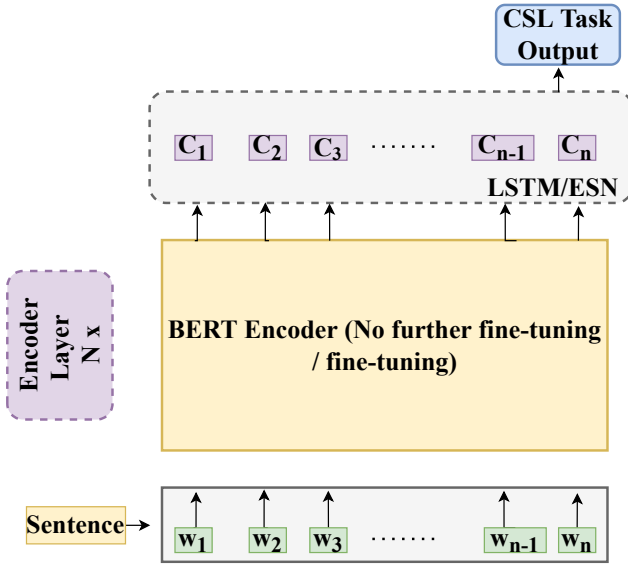 CSL Task
Output
C1 C2 C3 ....... Cn-1 Cn
LSTM/ESN
Encoder
Layer
N x
BERT Encoder (No further fine-tuning
/ fine-tuning)
Sentence
w1 w2 w3 ....... wn-1 wn